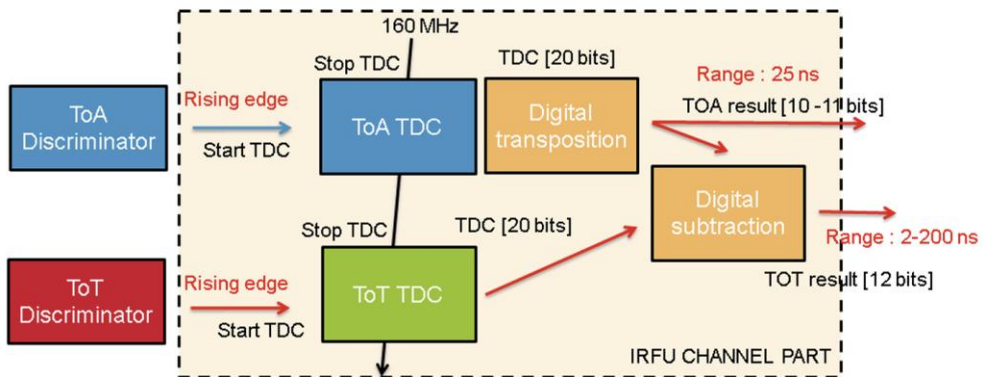 160 MHz
Stop TDC
TDC [20 bits]
Range : 25 ns
TOA result [10 -11 bits]
ToA
Discriminator
Rising edge
Start TDC
ToA TDC
Digital
transposition
Digital
subtraction
Stop TDC
TDC [20 bits]
Range : 2-200 ns
TOT result [12 bits]
ToT
Discriminator
Rising edge
Start TDC
ToT TDC
IRFU CHANNEL PART